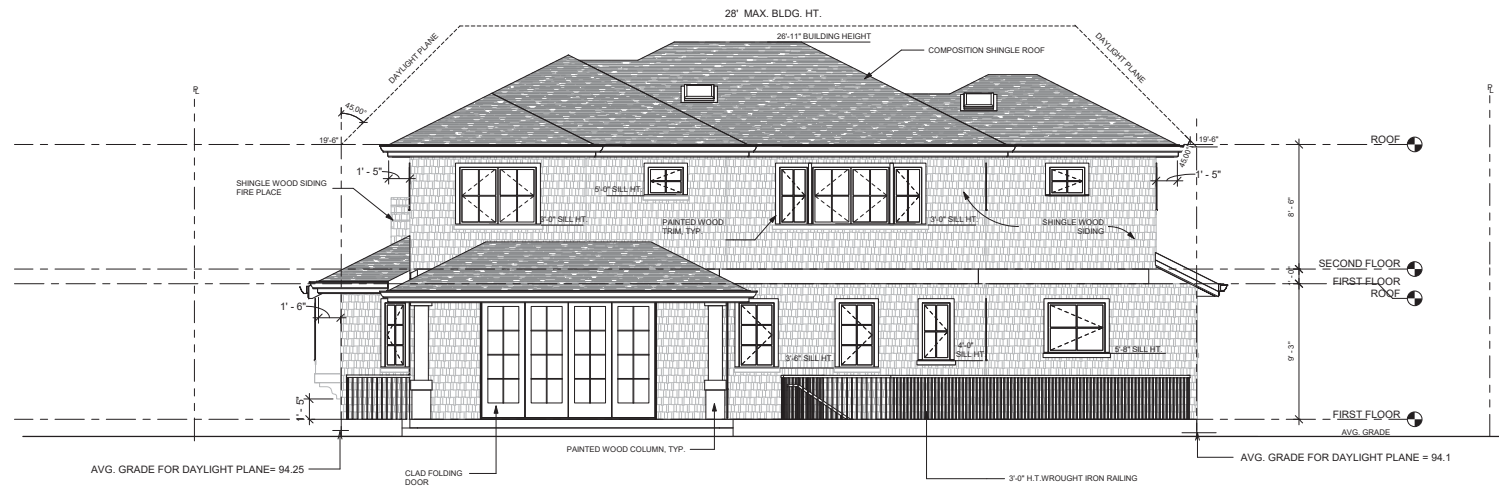 28' MAX. BLDG. HT.
26'-11" BUILDING HEIGHT
COMPOSITION SHINGLE ROOF
DAYLIGHT PLANE
DAYLIGHT PLANE
45.00°
19'-6"
19'-6"
45.00°
ROOF
1' - 5"
1' - 5"
SHINGLE WOOD SIDING
FIRE PLACE
5'-0" SILL HT.
3'-0" SILL HT.
PAINTED WOOD
TRIM, TYP.
3'-0" SILL HT.
SHINGLE WOOD
SIDING
8'- 6"
SECOND FLOOR
FIRST FLOOR
ROOF
1' - 6"
3'-6" SILL HT.
4'-0"
SILL HT
5'-8" SILL HT.
9' - 3"
1' - 5"
FIRST FLOOR
AVG. GRADE
PAINTED WOOD COLUMN, TYP.
AVG. GRADE FOR DAYLIGHT PLANE= 94.25
CLAD FOLDING
DOOR
AVG. GRADE FOR DAYLIGHT PLANE = 94.1
3'-0" H.T.WROUGHT IRON RAILING